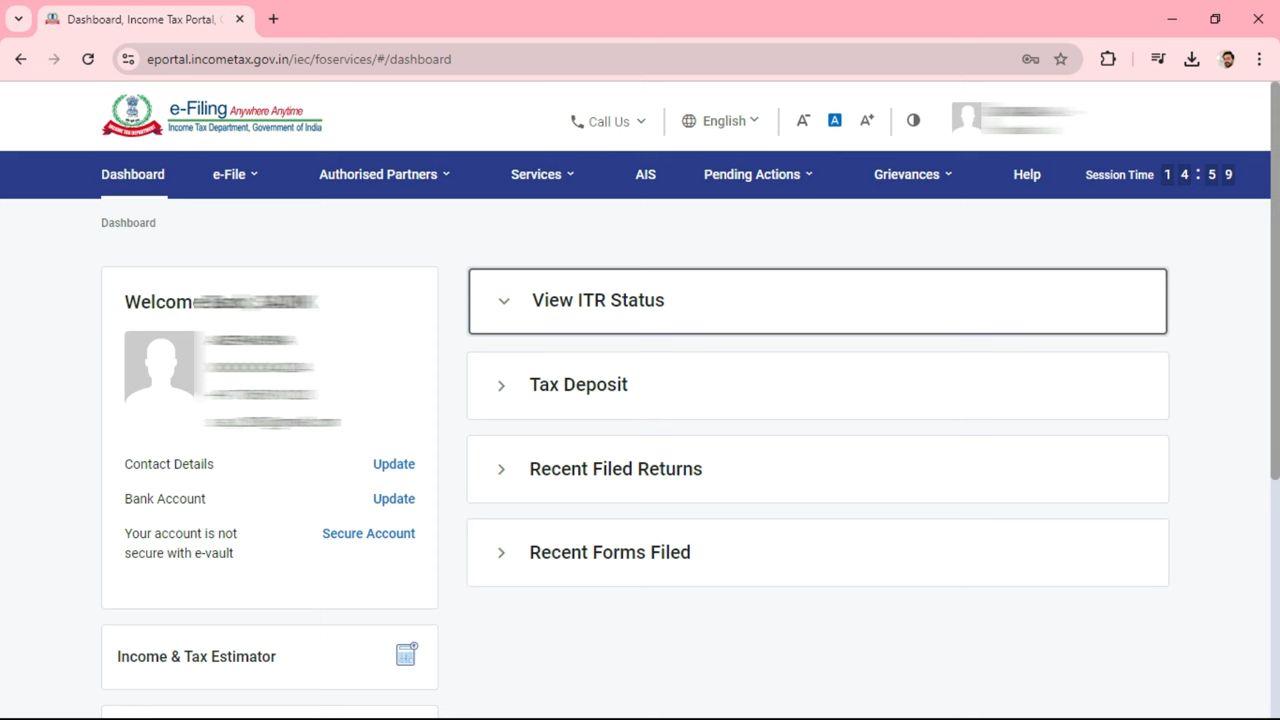 Dashboard, Income Tax Portal,
eportal.incometax.gov.in/iec/foservices/#/dashboard
e-Filing Anywhere Anytime
Income Tax Department, Government of India
Call Us
English
A-
A
A+
Dashboard
e-File
Authorised Partners
Services
AIS
Pending Actions
Grievances
Help
Session Time 1 4 : 5 9
Dashboard
Welcom
Contact Details Update
Bank Account Update
Your account is not Secure Account
secure with e-vault
Income & Tax Estimator
View ITR Status
Tax Deposit
Recent Filed Returns
Recent Forms Filed